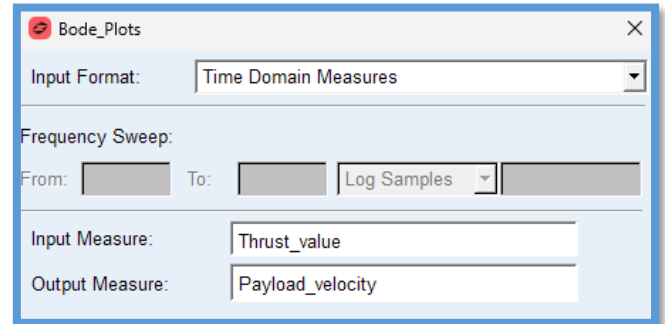 Bode_Plots
Input Format: Time Domain Measures
Frequency Sweep:
From: To: Log Samples
Input Measure: Thrust_value
Output Measure: Payload_velocity